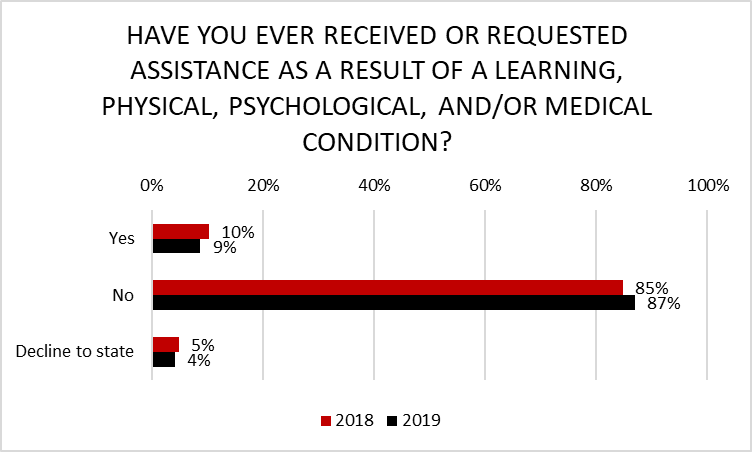 HAVE YOU EVER RECEIVED OR REQUESTED
ASSISTANCE AS A RESULT OF A LEARNING,
PHYSICAL, PSYCHOLOGICAL, AND/OR MEDICAL
CONDITION?
0% 20% 40% 60% 80% 100%
Yes 10%
9%
No 85%
87%
Decline to state 5%
4%
2018 2019